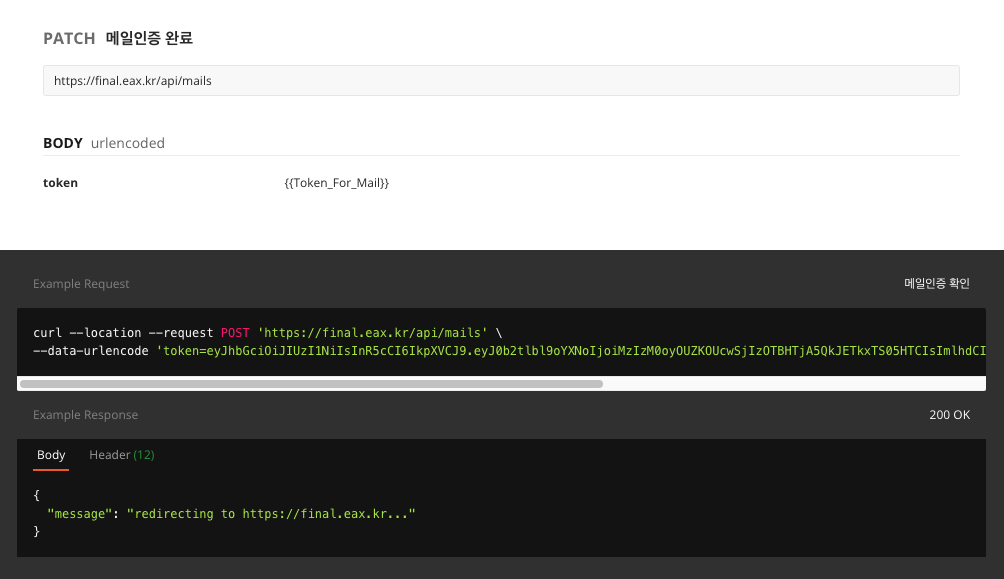 PATCH 메일인증 완료
https://final.eax.kr/api/mails
BODY urlencoded
token {{Token_For_Mail}}
Example Request 메일인증 확인
curl --location --request POST 'https://final.eax.kr/api/mails' \
--data-urlencode 'token=eyJhbGciOiJIUzI1NiIsInR5cCI6IkpXVCJ9.eyJ0b2tlbl9oYXNoIjoiMzIzM0oyOUZKOUcwSjIzOTBHTjA5QkJETkxTS05HTCIsImlhdCI
Example Response 200 OK
Body Header (12)
{
"message": "redirecting to https://final.eax.kr..."
}